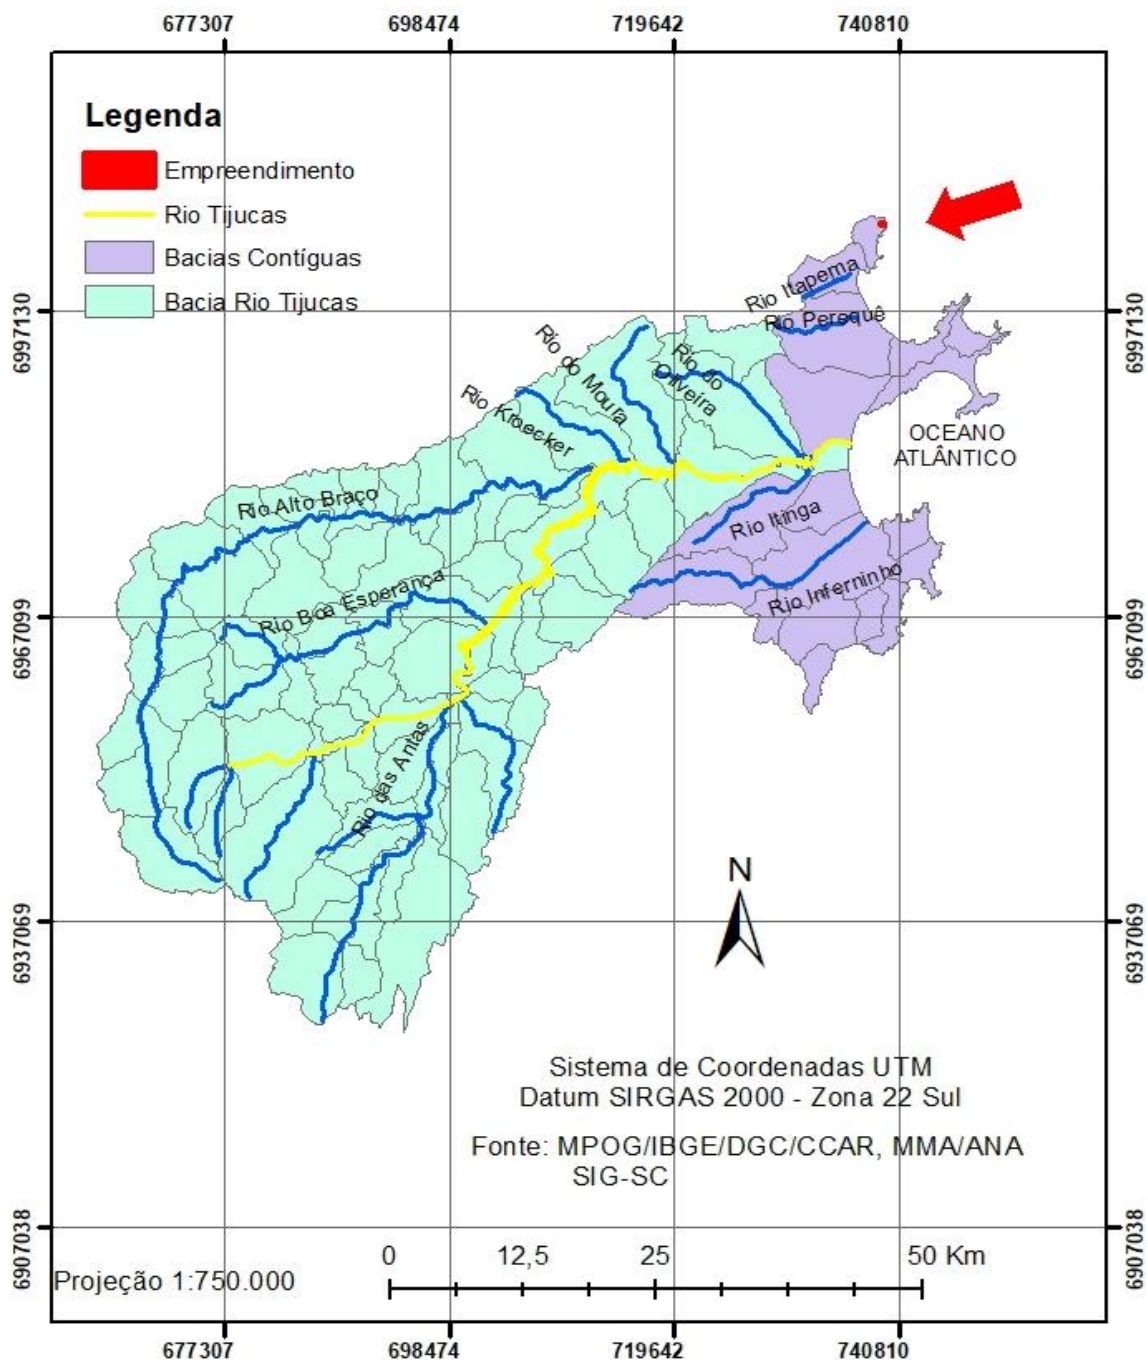 677307
698474
719642
740810
Legenda
Empreendimento
Rio Tijucas
Bacias Contíguas
Bacia Rio Tijucas
Rio Itapema
Rio Perequê
6997130
6997130
Rio do Moura
Rio do
Oliveira
Rio Kroecker
OCEANO
ATLÂNTICO
Rio Alto Braço
Rio Itinga
Rio Boa Esperança
Rio Inferninho
6967099
6967099
Rio das Antas
N
6937069
6937069
Sistema de Coordenadas UTM
Datum SIRGAS 2000 - Zona 22 Sul
Fonte: MPOG/IBGE/DGC/CCAR, MMA/ANA
SIG-SC
6907038
6907038
0 12,5 25 50 Km
Projeção 1:750.000
677307
698474
719642
740810